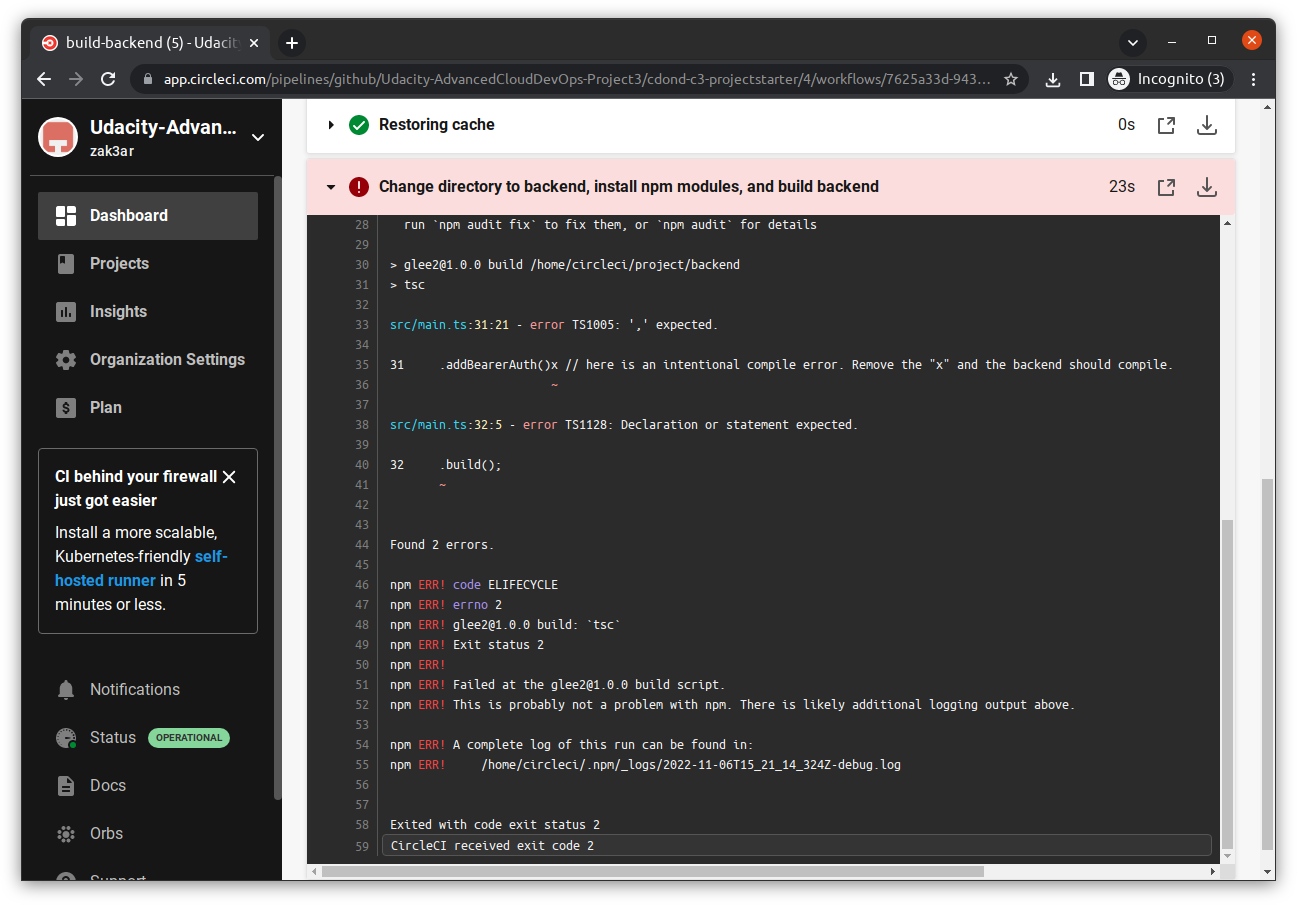 build-backend (5) - Udacity
app.circleci.com/pipelines/github/Udacity-AdvancedCloudDevOps-Project3/cdond-c3-projectstarter/4/workflows/7625a33d-943...
Incognito (3)
Udacity-Advan...
zak3ar
Dashboard
Projects
Insights
Organization Settings
Plan
CI behind your firewall
just got easier
Install a more scalable,
Kubernetes-friendly self-
hosted runner in 5
minutes or less.
Notifications
Status OPERATIONAL
Docs
Orbs
Support
Restoring cache 0s
Change directory to backend, install npm modules, and build backend 23s
28 run `npm audit fix` to fix them, or `npm audit` for details
29
30 > glee2@1.0.0 build /home/circleci/project/backend
31 > tsc
32
33 src/main.ts:31:21 - error TS1005: ',' expected.
34
35 31 .addBearerAuth()x // here is an intentional compile error. Remove the "x" and the backend should compile.
36 ~
37
38 src/main.ts:32:5 - error TS1128: Declaration or statement expected.
39
40 32 .build();
41 ~
42
43
44 Found 2 errors.
45
46 npm ERR! code ELIFECYCLE
47 npm ERR! errno 2
48 npm ERR! glee2@1.0.0 build: `tsc`
49 npm ERR! Exit status 2
50 npm ERR!
51 npm ERR! Failed at the glee2@1.0.0 build script.
52 npm ERR! This is probably not a problem with npm. There is likely additional logging output above.
53
54 npm ERR! A complete log of this run can be found in:
55 npm ERR! /home/circleci/.npm/_logs/2022-11-06T15_21_14_324Z-debug.log
56
57
58 Exited with code exit status 2
59 CircleCI received exit code 2